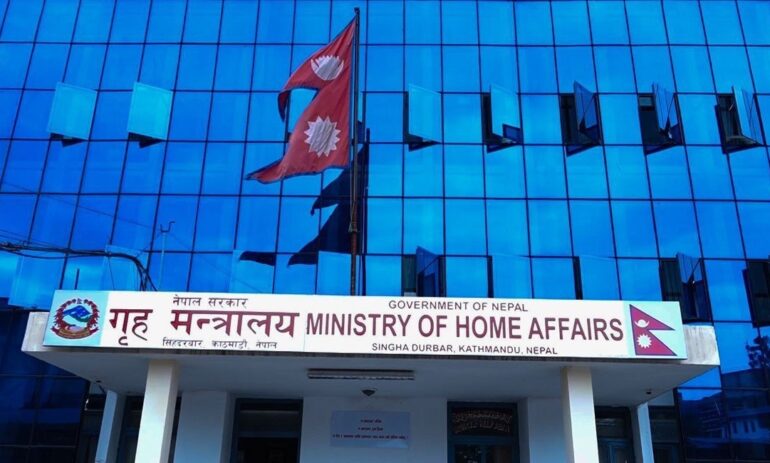 नेपाल सरकार
गृह मन्त्रालय
सिंहदरबार, काठमाडौं, नेपाल
GOVERNMENT OF NEPAL
MINISTRY OF HOME AFFAIRS
SINGHA DURBAR, KATHMANDU, NEPAL